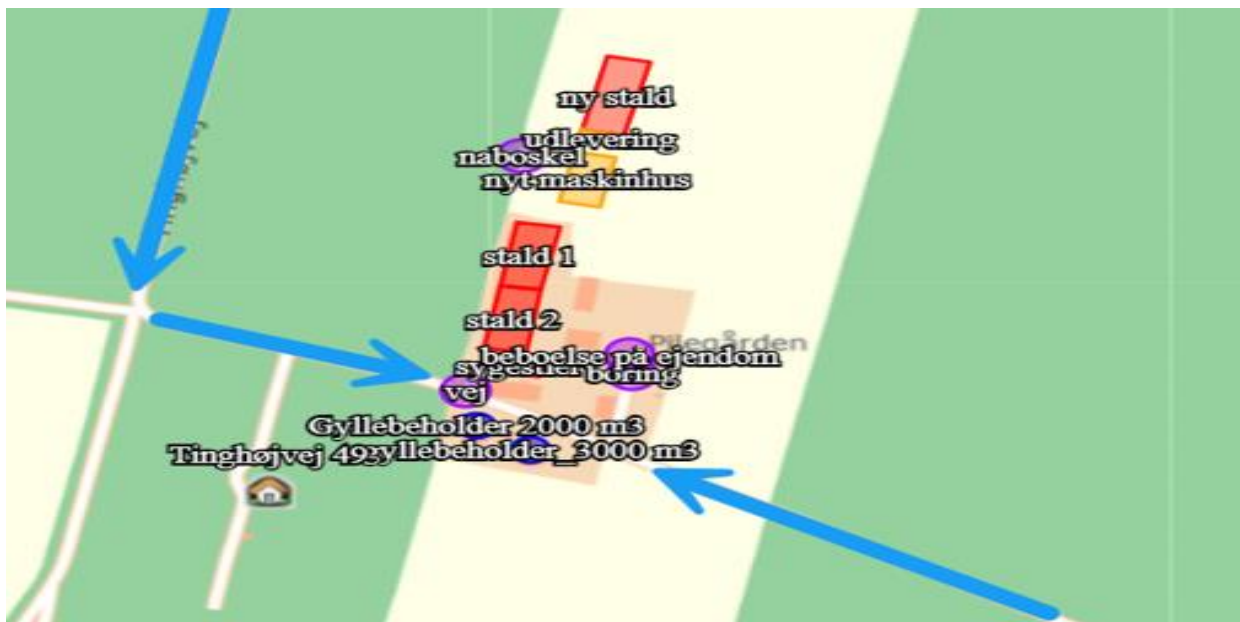 ny stald
udlevering
naboskel
nyt maskinhus
stald 1
stald 2
Pilegården
beboelse på ejendom
boring
vej
Gyllebeholder 2000 m3
Tinghøjvej 49
gyllebeholder_3000 m3